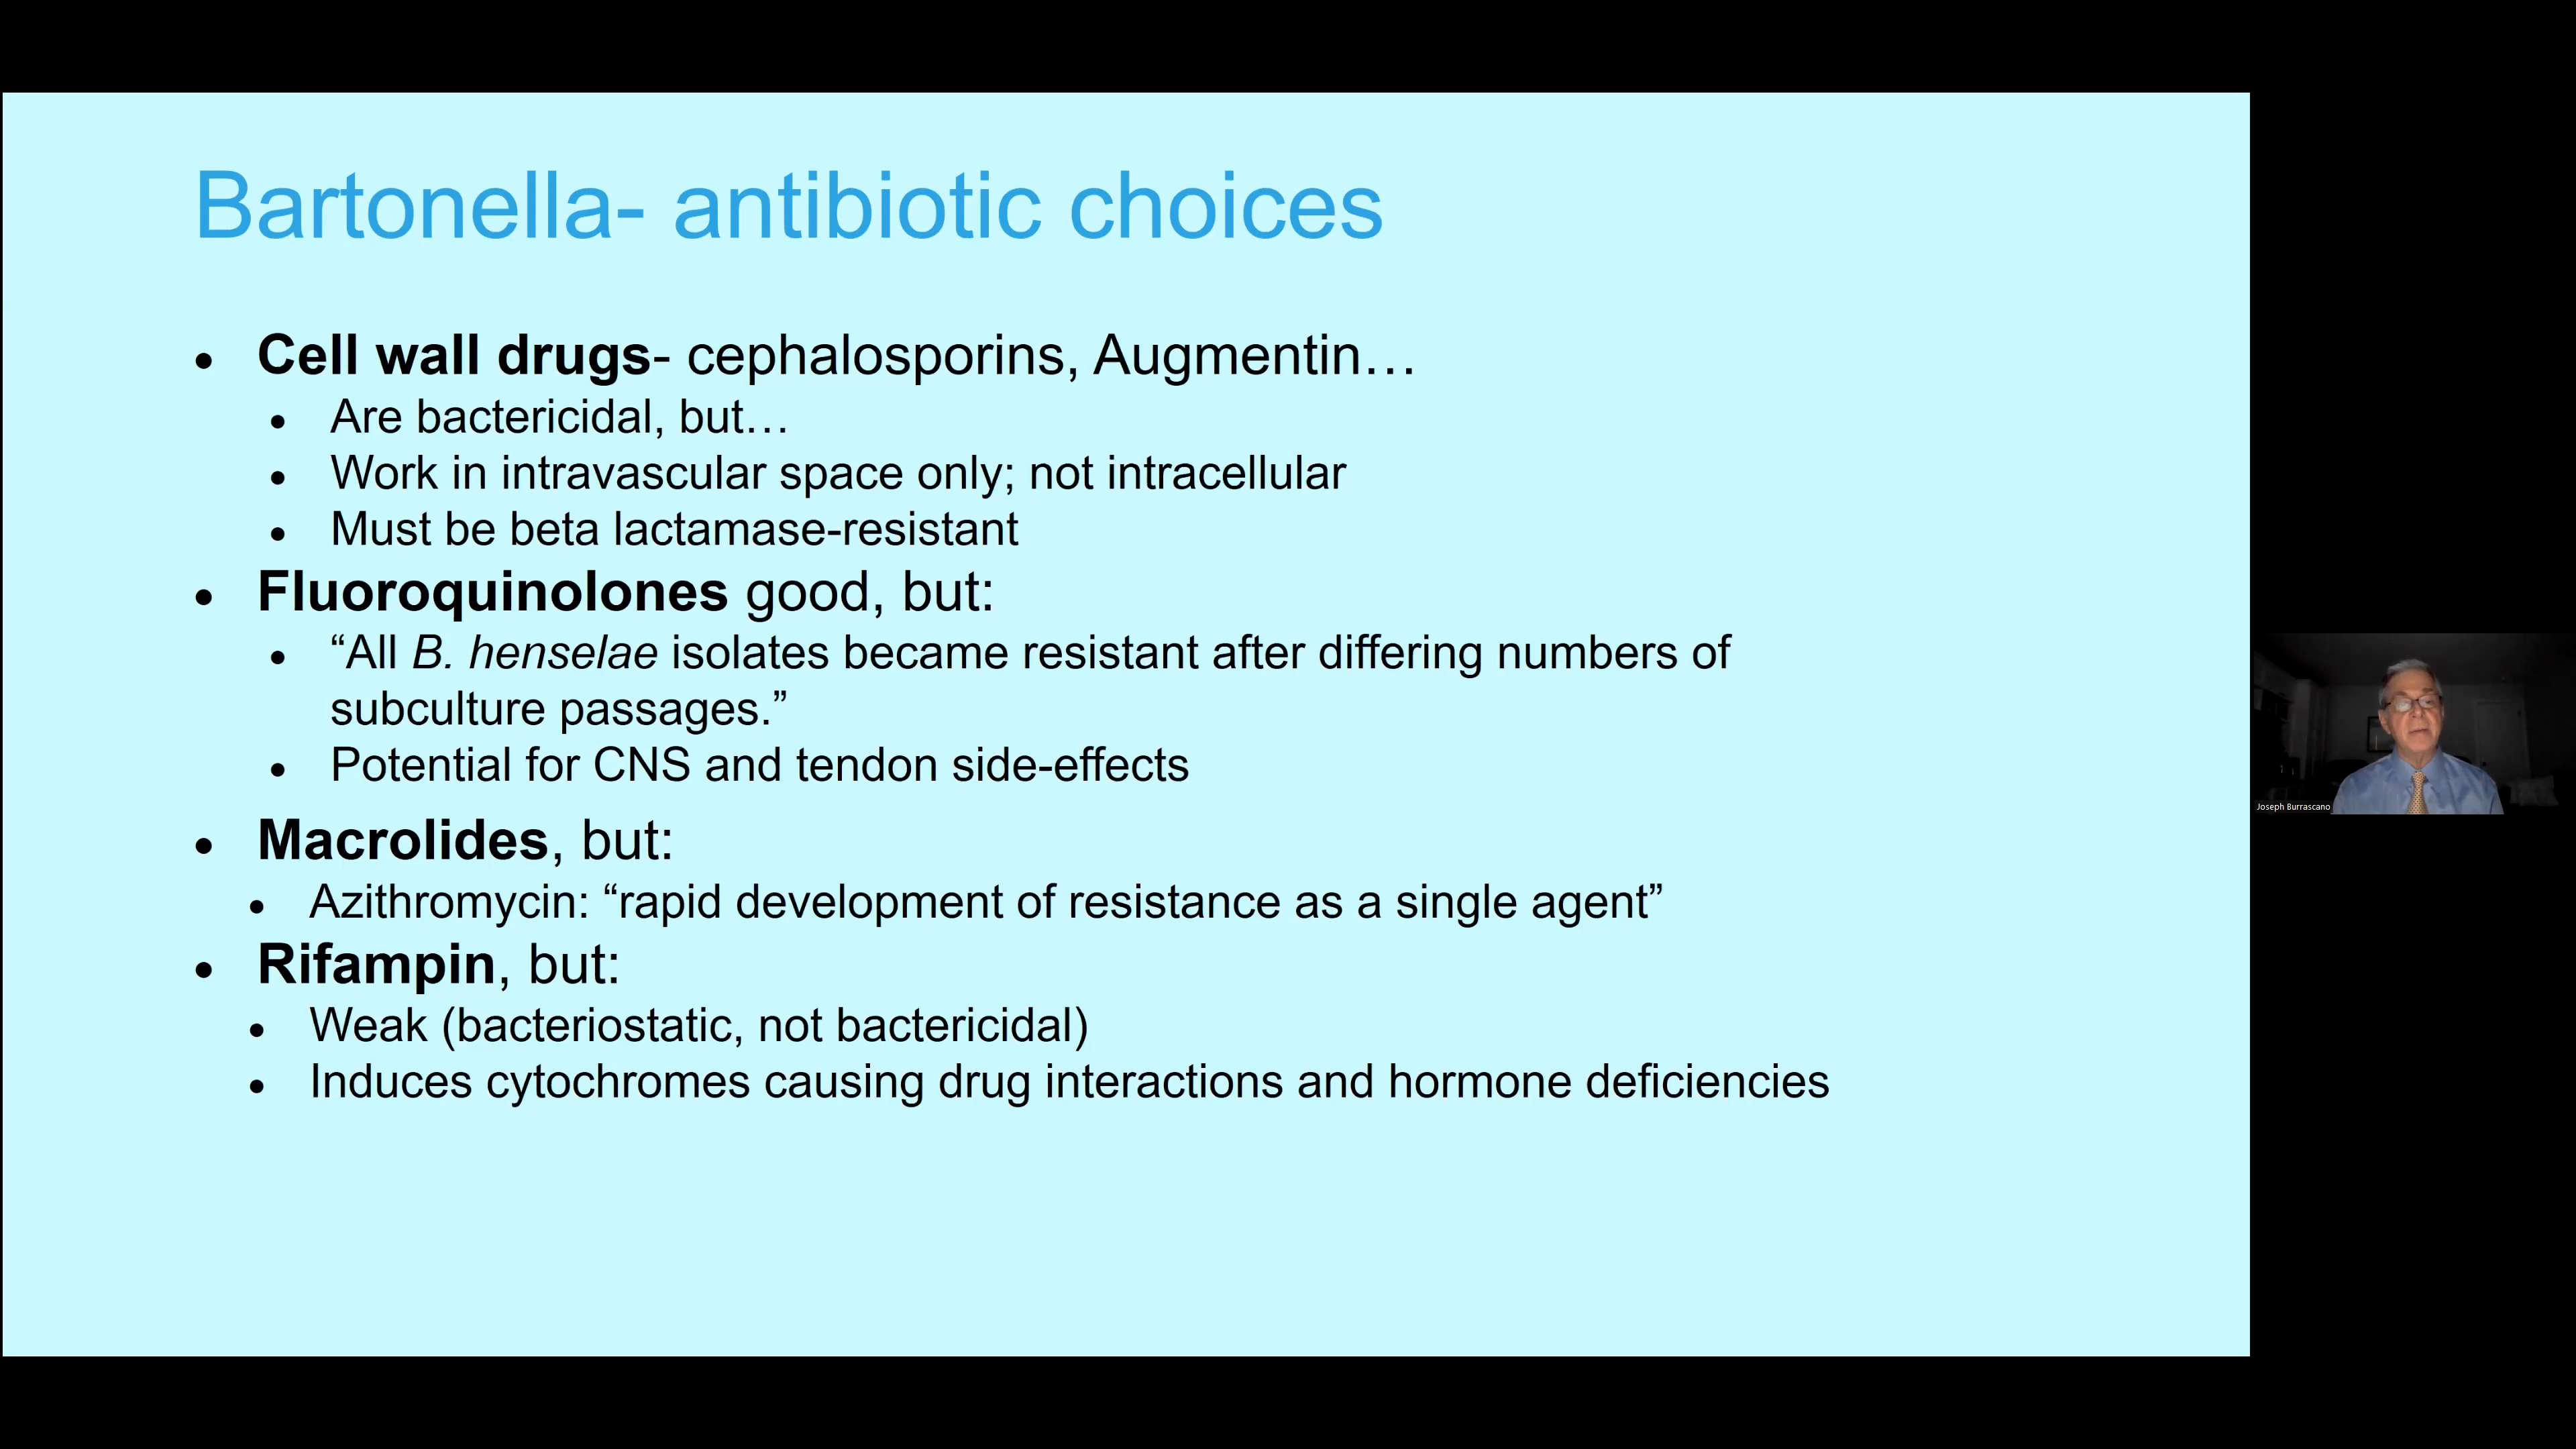 Bartonella- antibiotic choices
• Cell wall drugs- cephalosporins, Augmentin…
• Are bactericidal, but…
• Work in intravascular space only; not intracellular
• Must be beta lactamase-resistant
• Fluoroquinolones good, but:
• “All B. henselae isolates became resistant after differing numbers of
subculture passages.”
• Potential for CNS and tendon side-effects
• Macrolides, but:
• Azithromycin: “rapid development of resistance as a single agent”
• Rifampin, but:
• Weak (bacteriostatic, not bactericidal)
• Induces cytochromes causing drug interactions and hormone deficiencies
Joseph Burrascano